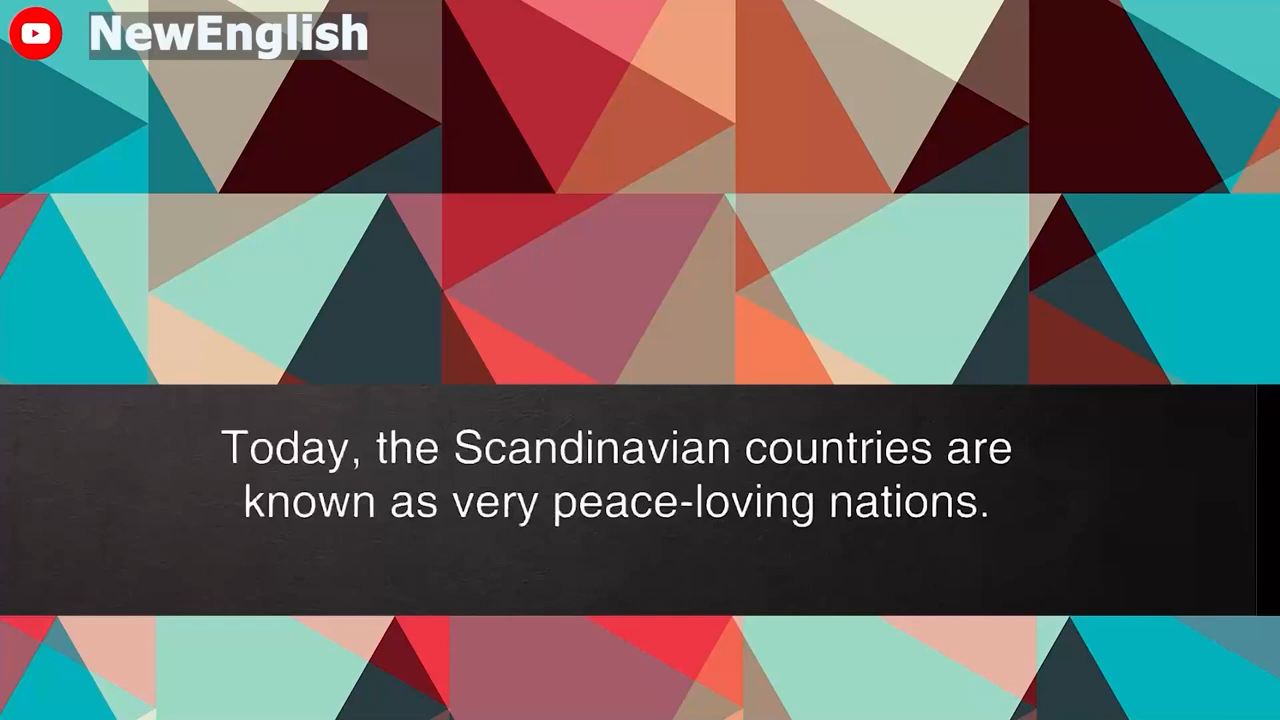 NewEnglish
Today, the Scandinavian countries are
known as very peace-loving nations.